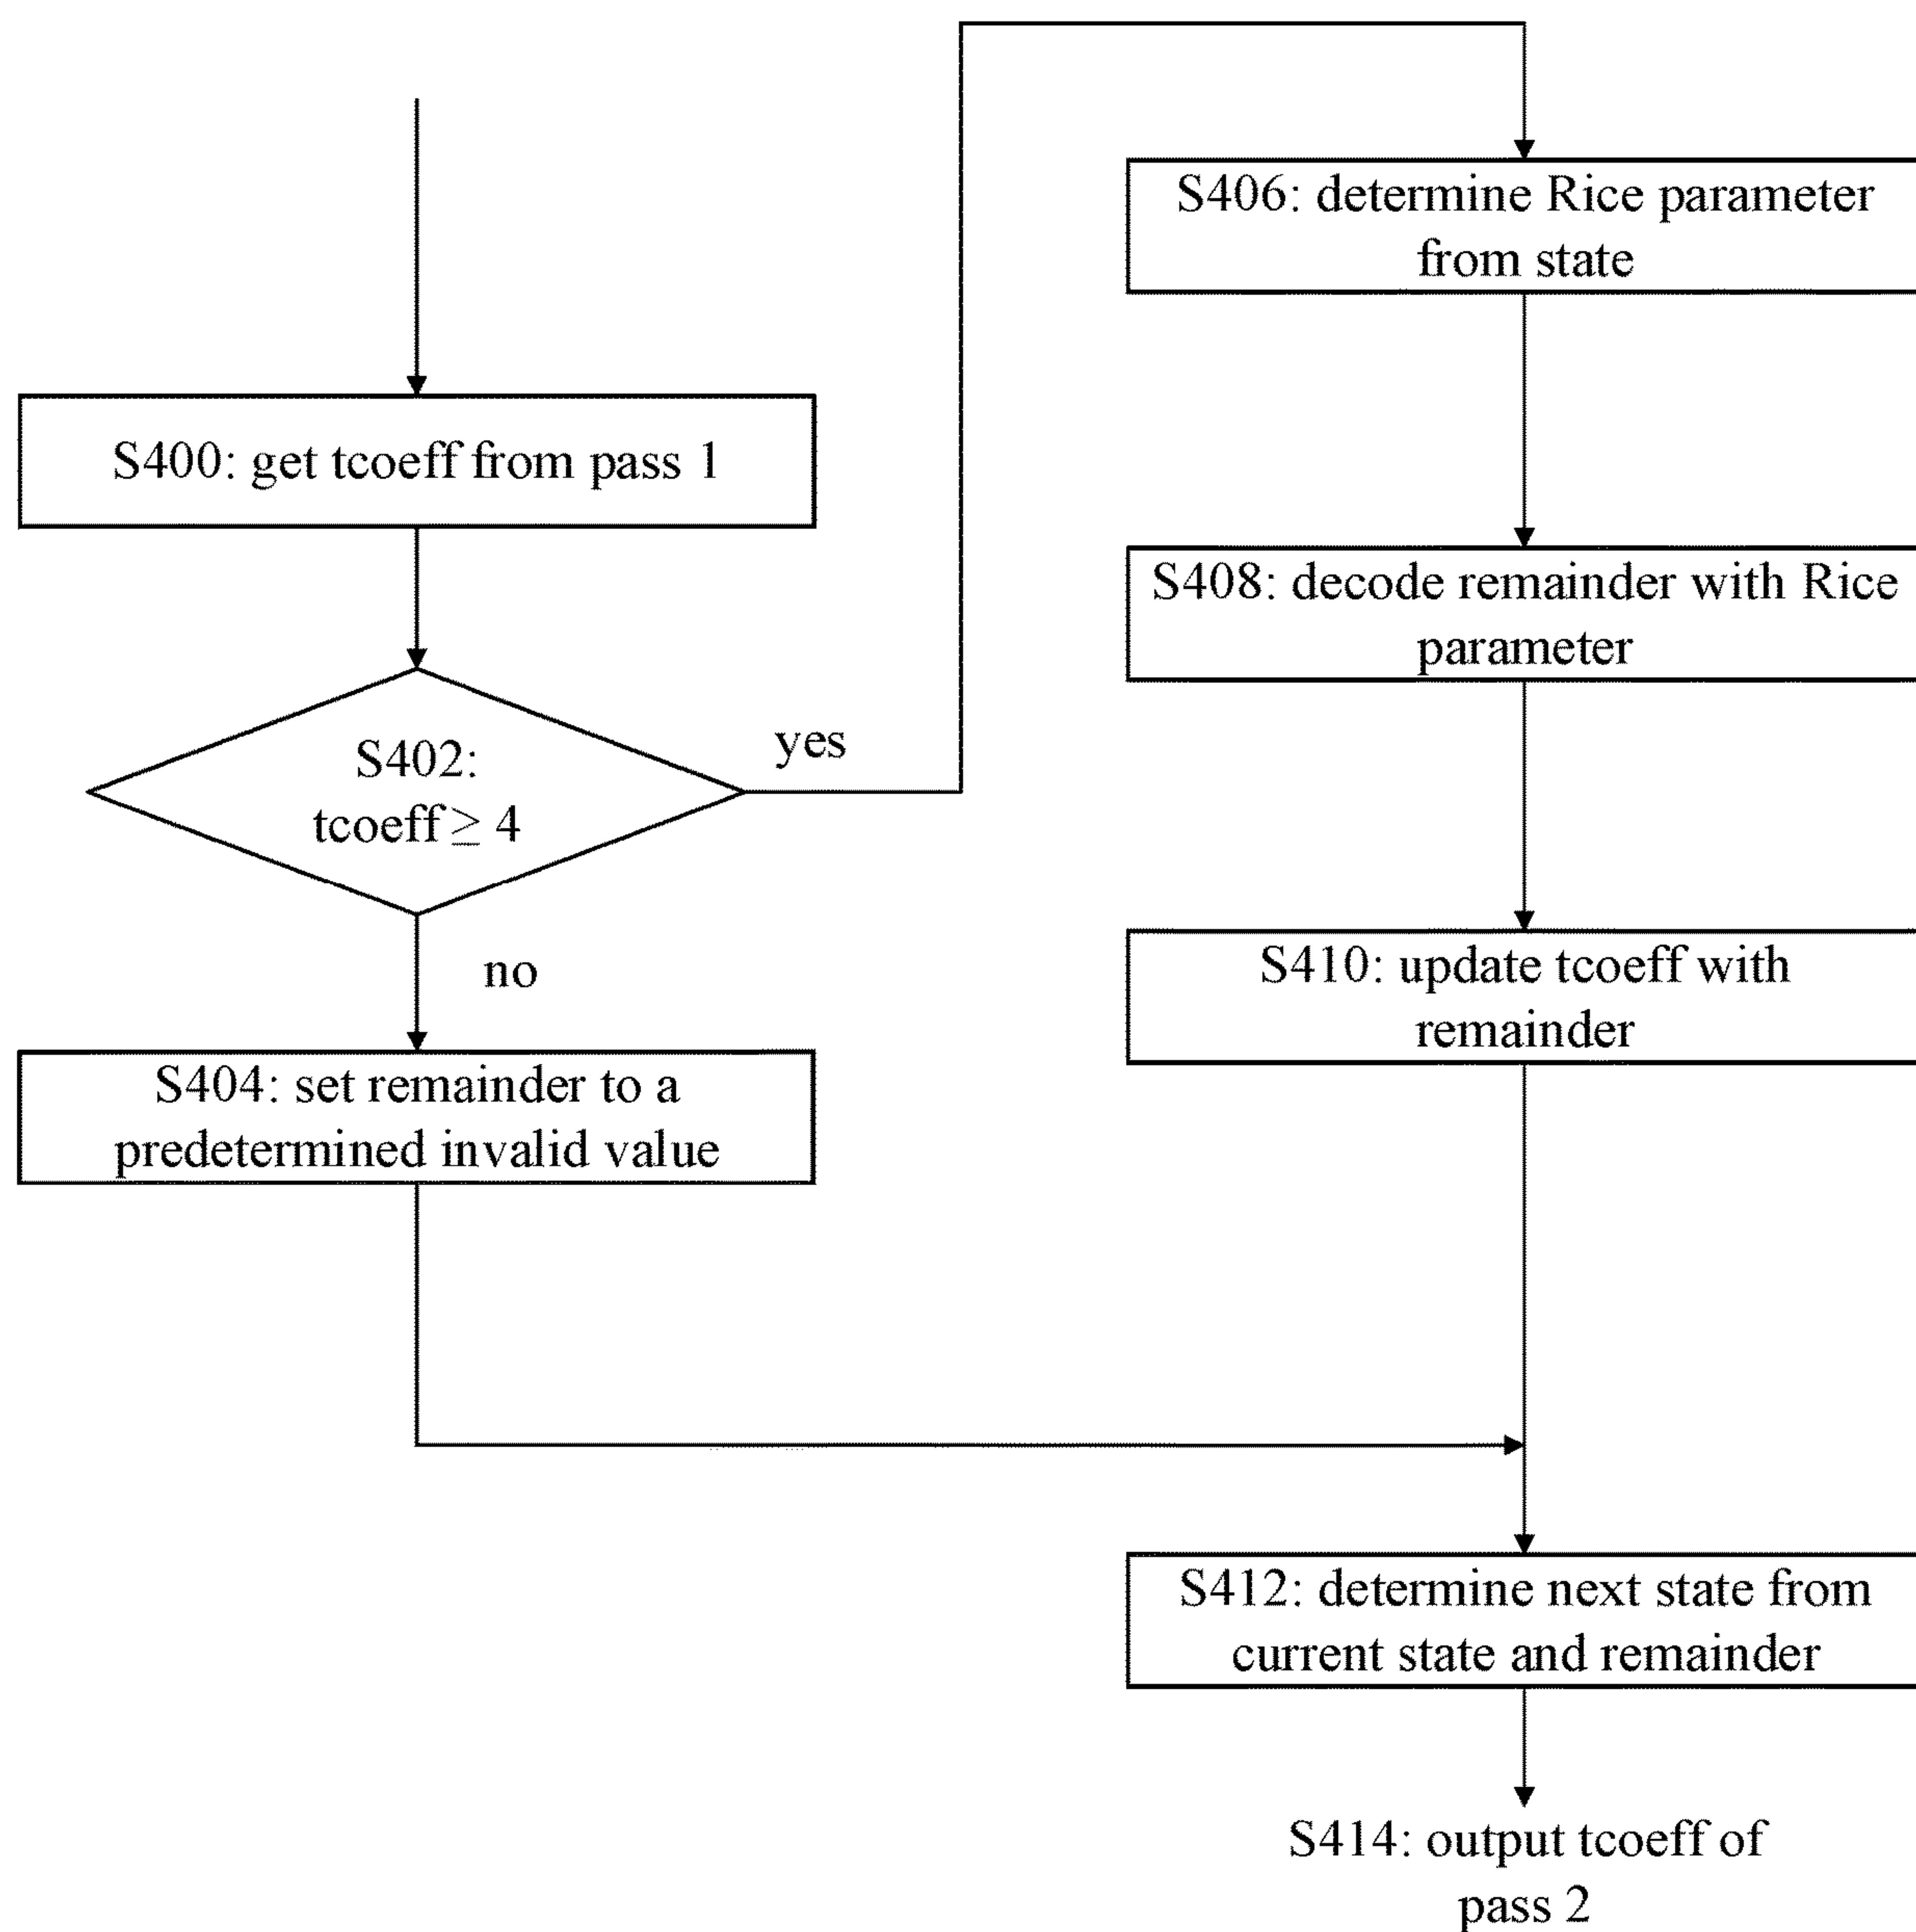 S400: get tcoeff from pass 1
S402:
tcoeff ≥ 4
yes
no
S404: set remainder to a
predetermined invalid value
S406: determine Rice parameter
from state
S408: decode remainder with Rice
parameter
S410: update tcoeff with
remainder
S412: determine next state from
current state and remainder
S414: output tcoeff of
pass 2